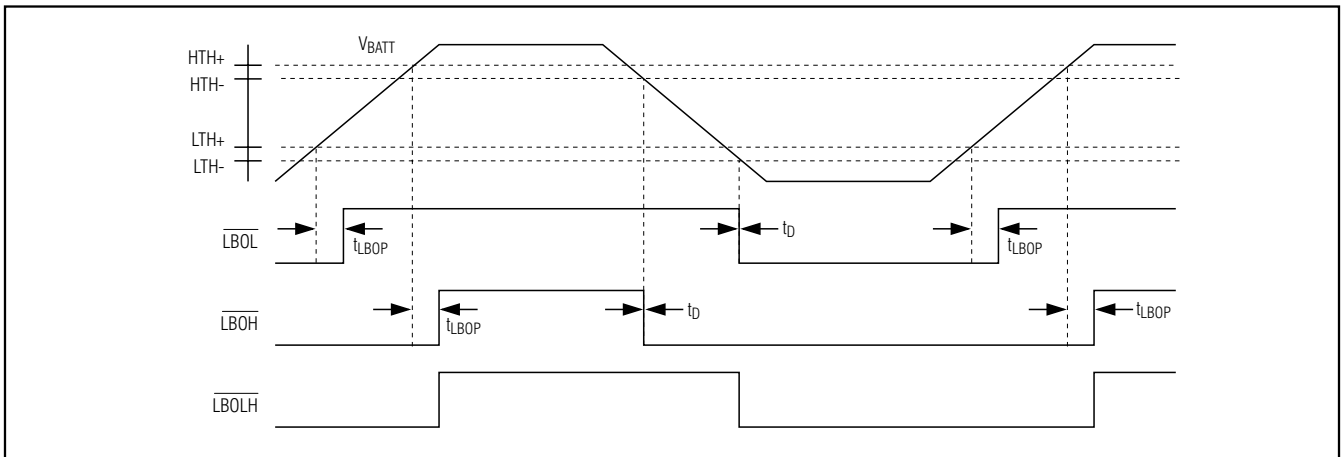 VBATT
HTH+
HTH-
LTH+
LTH-
LBOL
tLBOP
tD
tLBOP
LBOH
tLBOP
tD
tLBOP
LBOLH